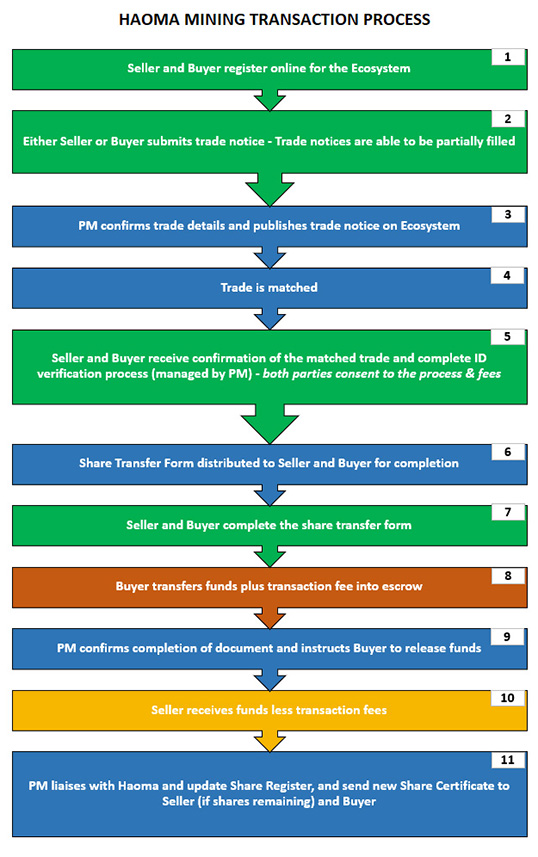 HAOMA MINING TRANSACTION PROCESS
1
Seller and Buyer register online for the Ecosystem
2
Either Seller or Buyer submits trade notice - Trade notices are able to be partially filled
3
PM confirms trade details and publishes trade notice on Ecosystem
4
Trade is matched
5
Seller and Buyer receive confirmation of the matched trade and complete ID
verification process (managed by PM) - both parties consent to the process & fees
6
Share Transfer Form distributed to Seller and Buyer for completion
7
Seller and Buyer complete the share transfer form
8
Buyer transfers funds plus transaction fee into escrow
9
PM confirms completion of document and instructs Buyer to release funds
10
Seller receives funds less transaction fees
11
PM liaises with Haoma and update Share Register, and send new Share Certificate to
Seller (if shares remaining) and Buyer